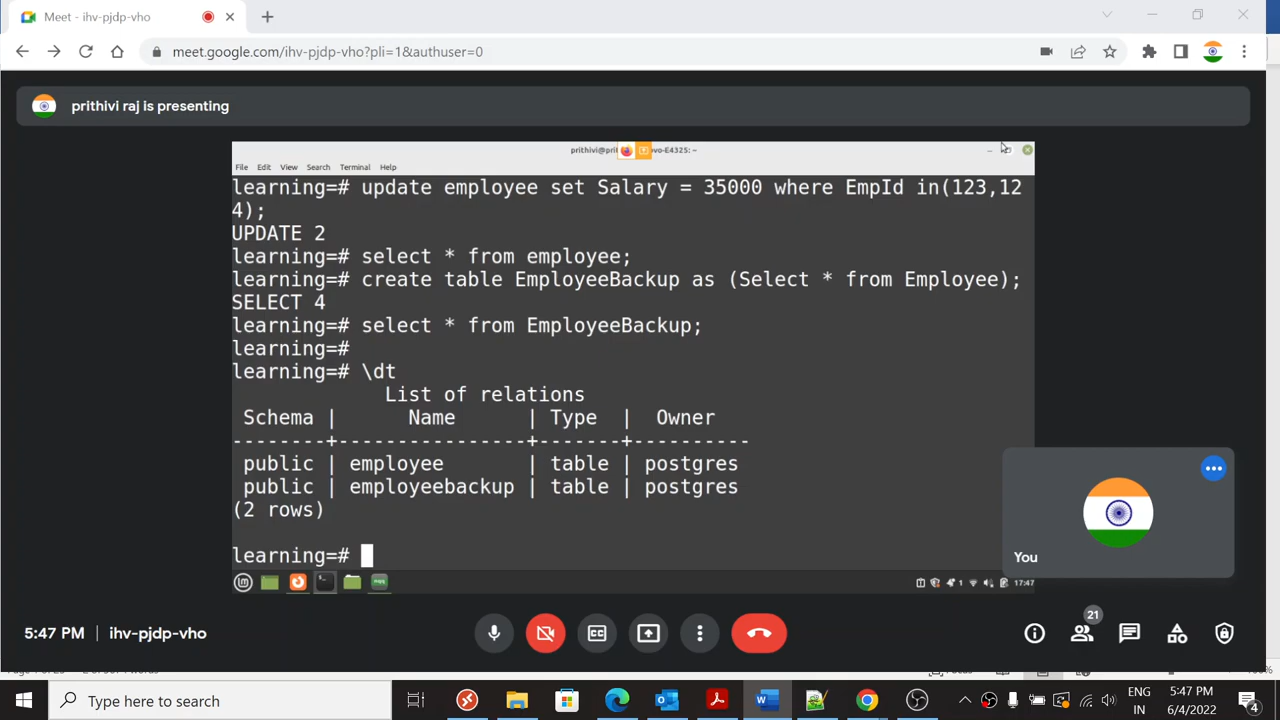 Meet - ihv-pjdp-vho
meet.google.com/ihv-pjdp-vho?pli=1&authuser=0
prithivi raj is presenting
File Edit View Search Terminal Help
learning=# update employee set Salary = 35000 where EmpId in(123,12
4);
UPDATE 2
learning=# select * from employee;
learning=# create table EmployeeBackup as (Select * from Employee);
SELECT 4
learning=# select * from EmployeeBackup;
learning=#
learning=# \dt
List of relations
Schema | Name | Type | Owner
--------+----------------+-------+----------
public | employee | table | postgres
public | employeebackup | table | postgres
(2 rows)
learning=#
You
17:47
5:47 PM | ihv-pjdp-vho
21
Type here to search
ENG
IN
5:47 PM
6/4/2022
4